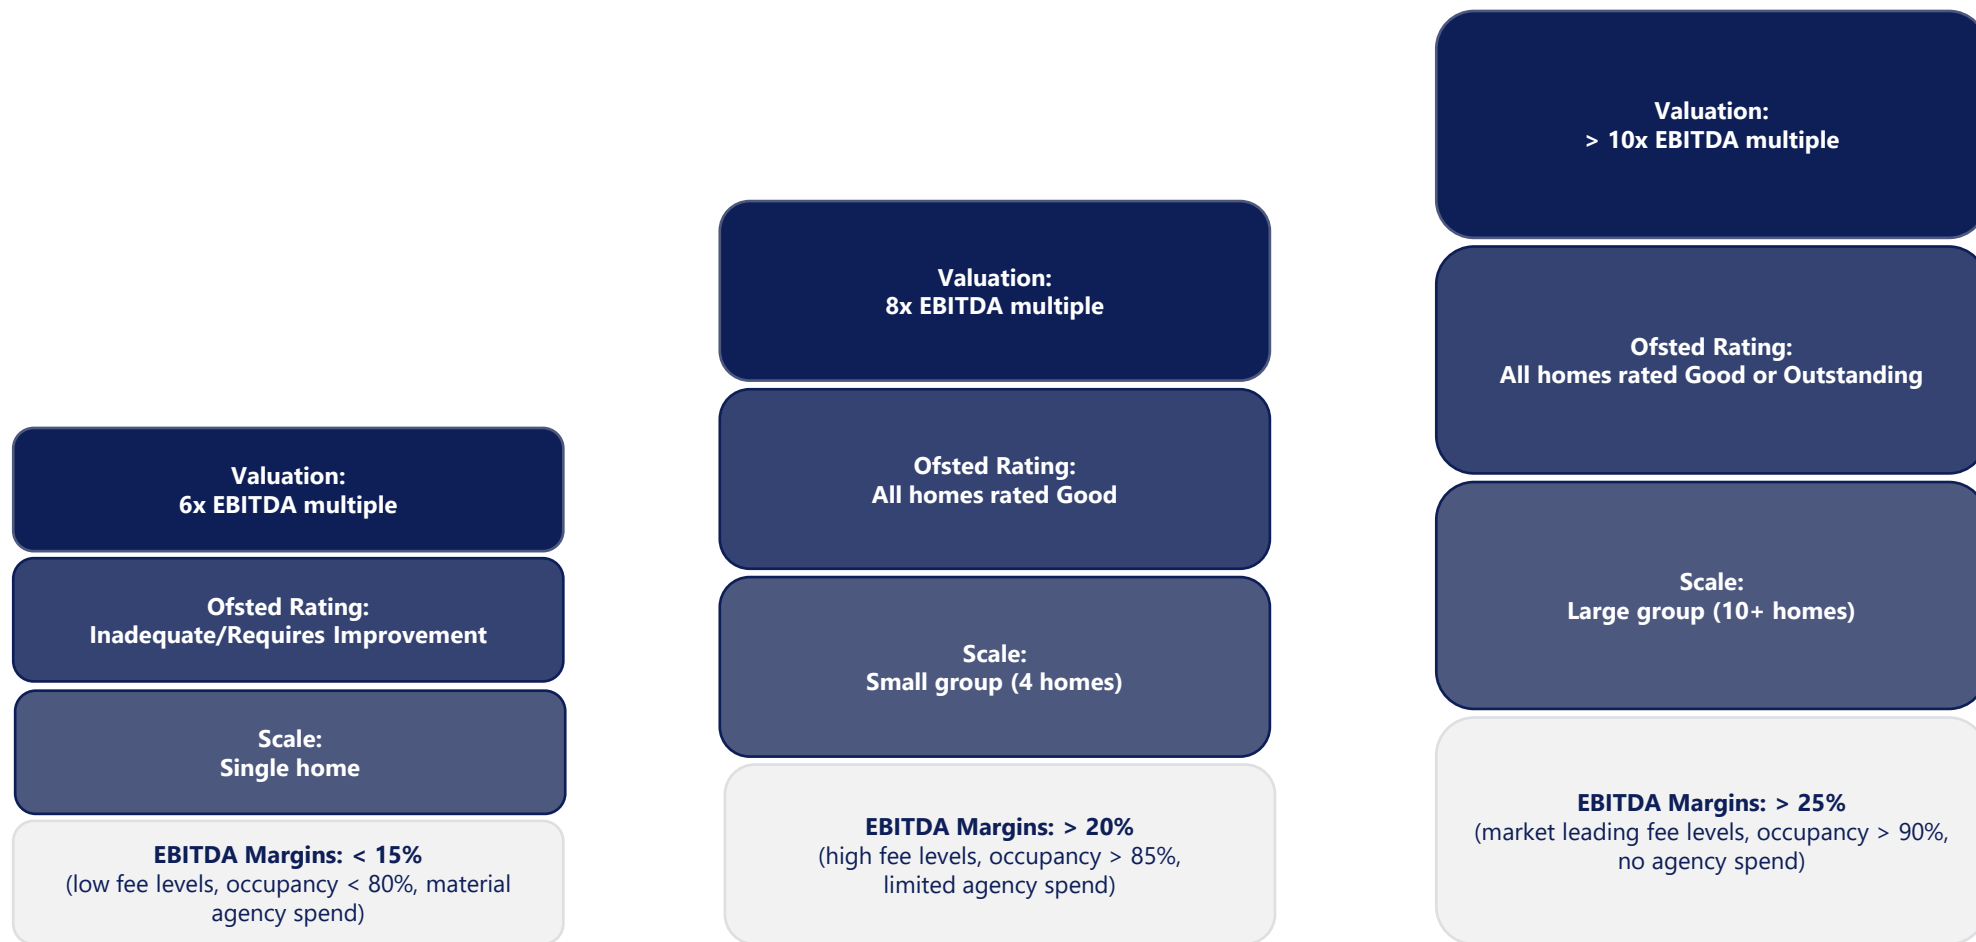 Valuation:
6x EBITDA multiple
Ofsted Rating:
Inadequate/Requires Improvement
Scale:
Single home
EBITDA Margins: < 15%
(low fee levels, occupancy < 80%, material
agency spend)
Valuation:
8x EBITDA multiple
Ofsted Rating:
All homes rated Good
Scale:
Small group (4 homes)
EBITDA Margins: > 20%
(high fee levels, occupancy > 85%,
limited agency spend)
Valuation:
> 10x EBITDA multiple
Ofsted Rating:
All homes rated Good or Outstanding
Scale:
Large group (10+ homes)
EBITDA Margins: > 25%
(market leading fee levels, occupancy > 90%,
no agency spend)